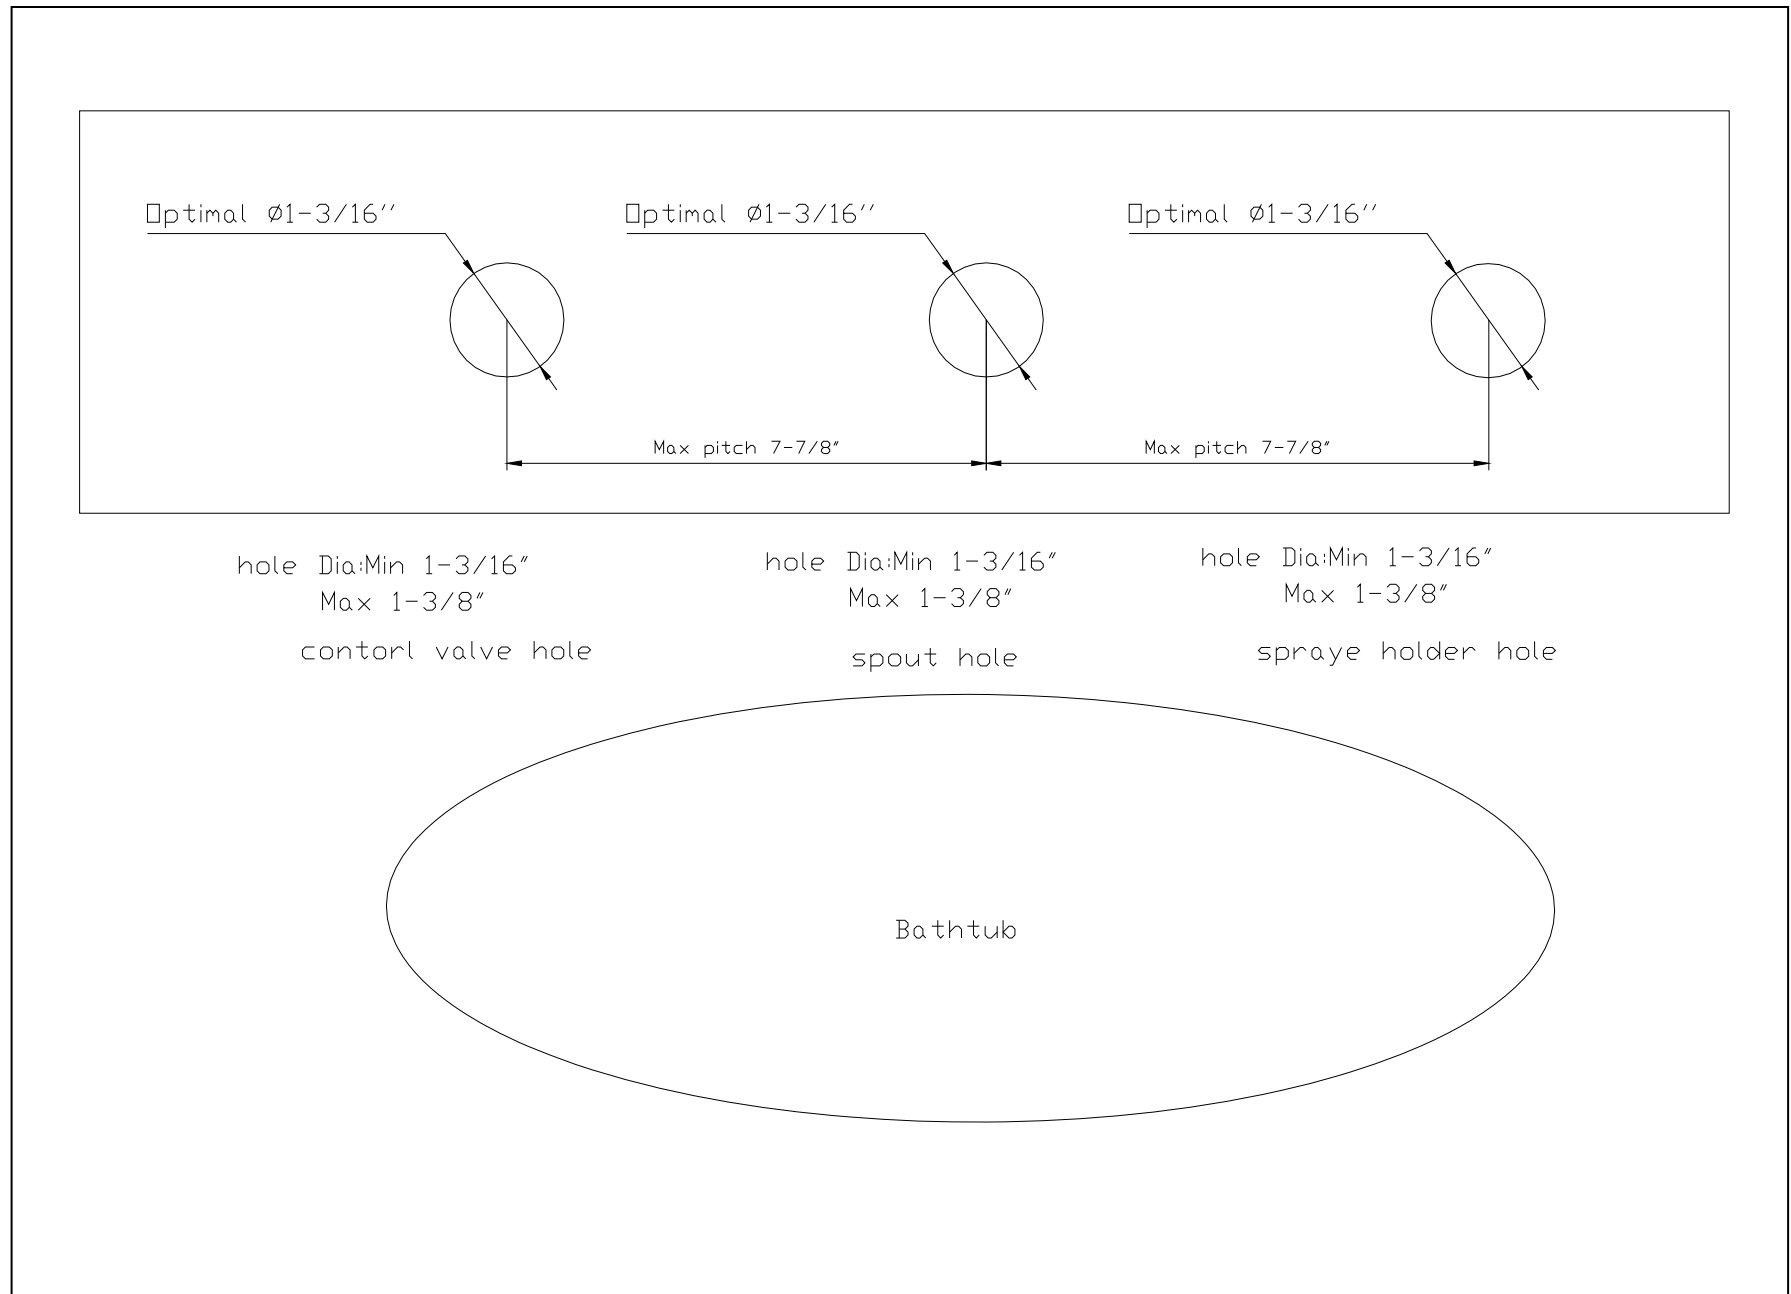 Optimal Ø1-3/16''
Optimal Ø1-3/16''
Optimal Ø1-3/16''
Max pitch 7-7/8"
Max pitch 7-7/8"
hole Dia:Min 1-3/16"
Max 1-3/8"
contorl valve hole
hole Dia:Min 1-3/16"
Max 1-3/8"
spout hole
hole Dia:Min 1-3/16"
Max 1-3/8"
spraye holder hole
Bathtub